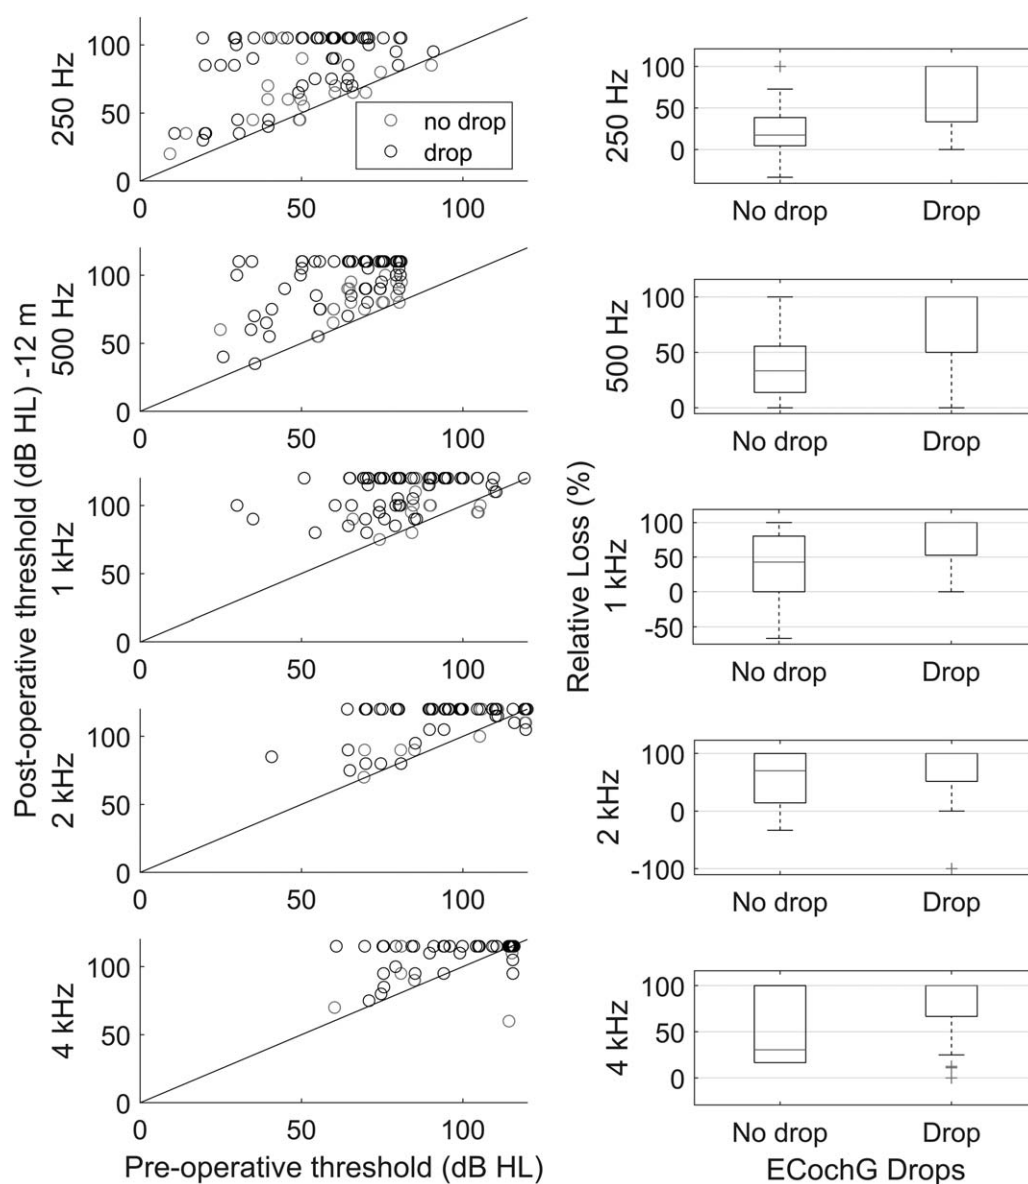 Post-operative threshold (dB HL) -12 m
250 Hz
100
50
0
0
50
100
no drop
drop
500 Hz
100
50
0
0
50
100
1 kHz
100
50
0
0
50
100
2 kHz
100
50
0
0
50
100
4 kHz
100
50
0
0
50
100
Pre-operative threshold (dB HL)
Relative Loss (%)
250 Hz
100
50
0
No drop
Drop
500 Hz
100
50
0
No drop
Drop
1 kHz
100
50
0
-50
No drop
Drop
2 kHz
100
0
-100
No drop
Drop
4 kHz
100
50
0
No drop
Drop
ECochG Drops